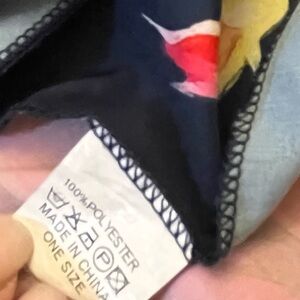 100%POLYESTER
P
MADE IN CHINA
ONE SIZE